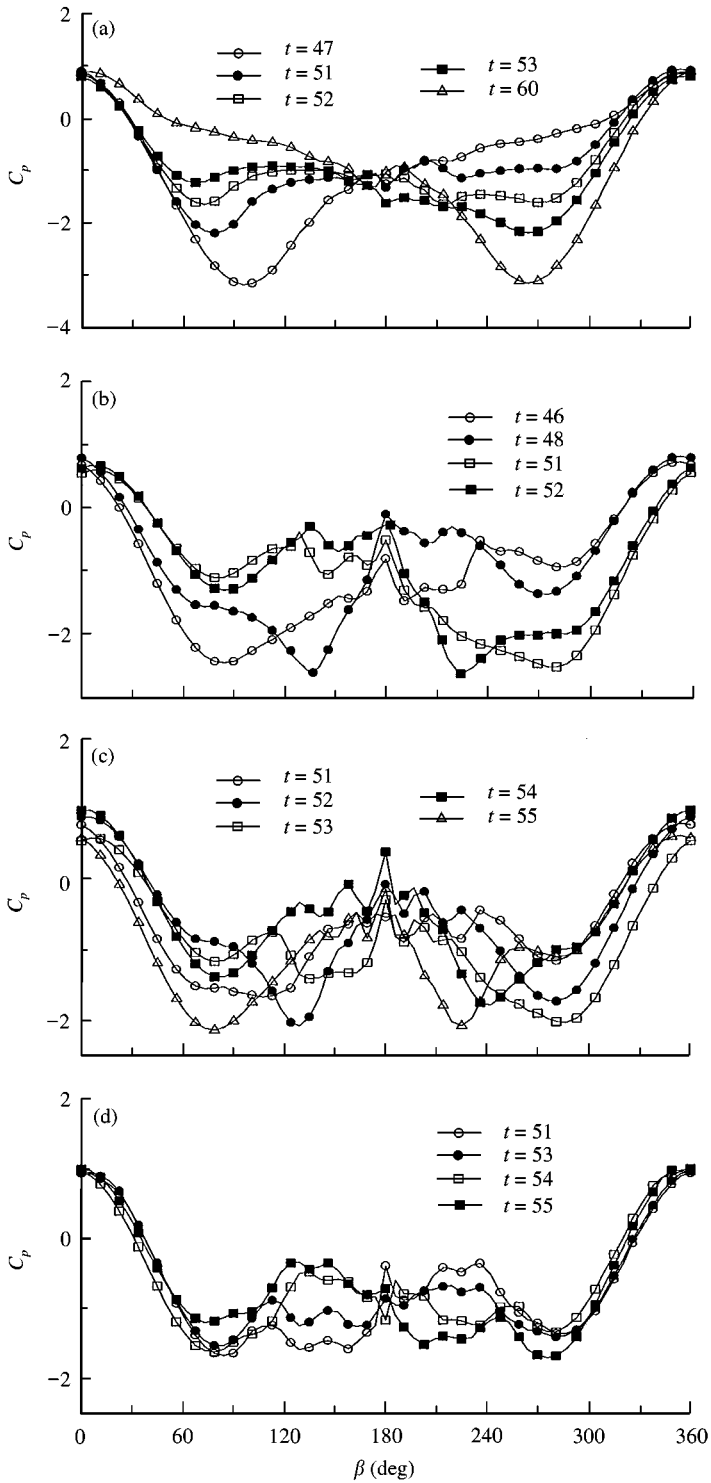 (a)
t = 47
t = 51
t = 52
t = 53
t = 60
2
0
−2
−4
C_p
(b)
t = 46
t = 48
t = 51
t = 52
2
0
−2
C_p
(c)
t = 51
t = 52
t = 53
t = 54
t = 55
2
0
−2
C_p
(d)
t = 51
t = 53
t = 54
t = 55
2
0
−2
C_p
0 60 120 180 240 300 360
β (deg)